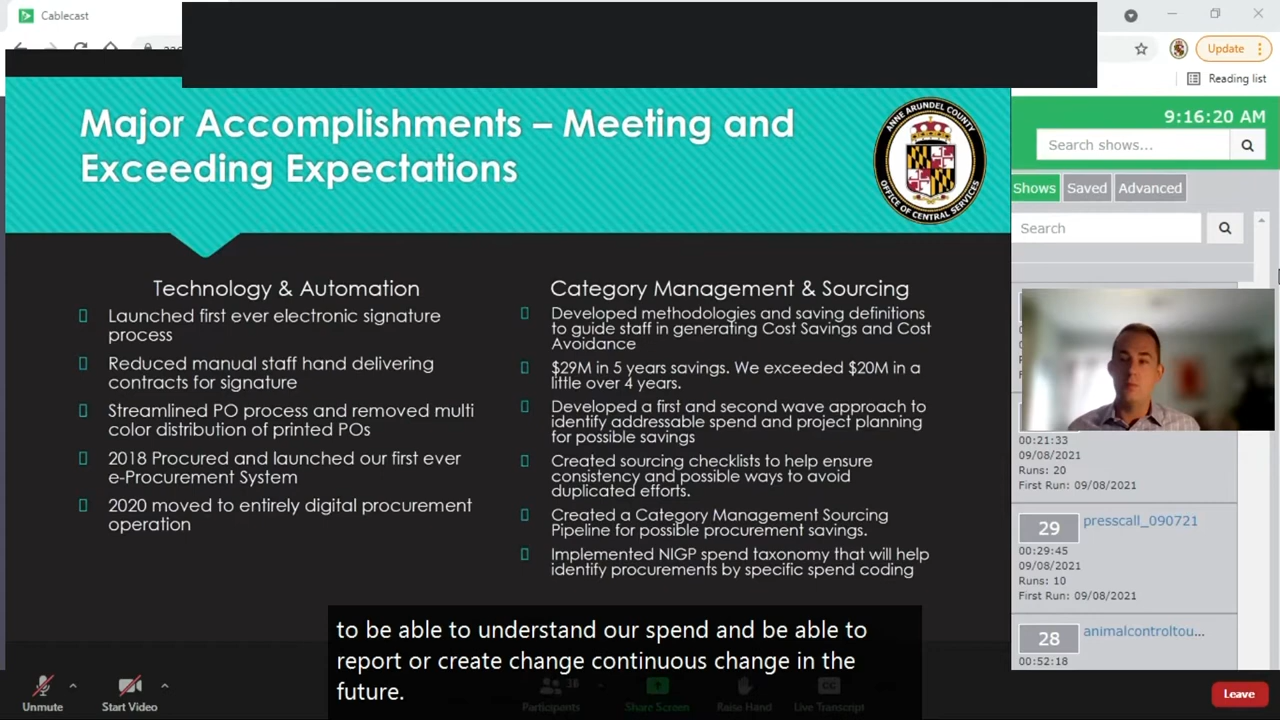 Cablecast
Update
Reading list
Major Accomplishments – Meeting and
Exceeding Expectations
ANNE ARUNDEL COUNTY
OFFICE OF CENTRAL SERVICES
9:16:20 AM
Search shows...
Shows Saved Advanced
Search
Technology & Automation
Launched first ever electronic signature
process
Reduced manual staff hand delivering
contracts for signature
Streamlined PO process and removed multi
color distribution of printed POs
2018 Procured and launched our first ever
e-Procurement System
2020 moved to entirely digital procurement
operation
Category Management & Sourcing
Developed methodologies and saving definitions
to guide staff in generating Cost Savings and Cost
Avoidance
$29M in 5 years savings. We exceeded $20M in a
little over 4 years.
Developed a first and second wave approach to
identify addressable spend and project planning
for possible savings
Created sourcing checklists to help ensure
consistency and possible ways to avoid
duplicated efforts.
Created a Category Management Sourcing
Pipeline for possible procurement savings.
Implemented NIGP spend taxonomy that will help
identify procurements by specific spend coding
00:21:33
09/08/2021
Runs: 20
First Run: 09/08/2021
29 presscall_090721
00:29:45
09/08/2021
Runs: 10
First Run: 09/08/2021
28 animalcontroltou...
00:52:18
to be able to understand our spend and be able to
report or create change continuous change in the
future.
Unmute Start Video Participants 38 Share Screen Raise Hand Live Transcript CC Leave